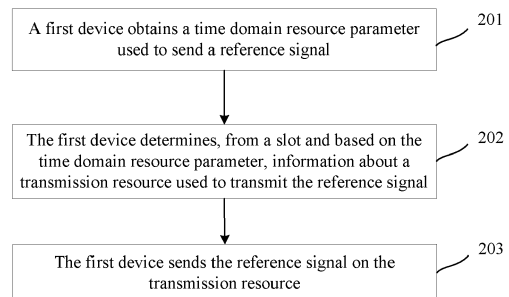 A first device obtains a time domain resource parameter
used to send a reference signal
201
The first device determines, from a slot and based on the
time domain resource parameter, information about a
transmission resource used to transmit the reference signal
202
The first device sends the reference signal on the
transmission resource
203